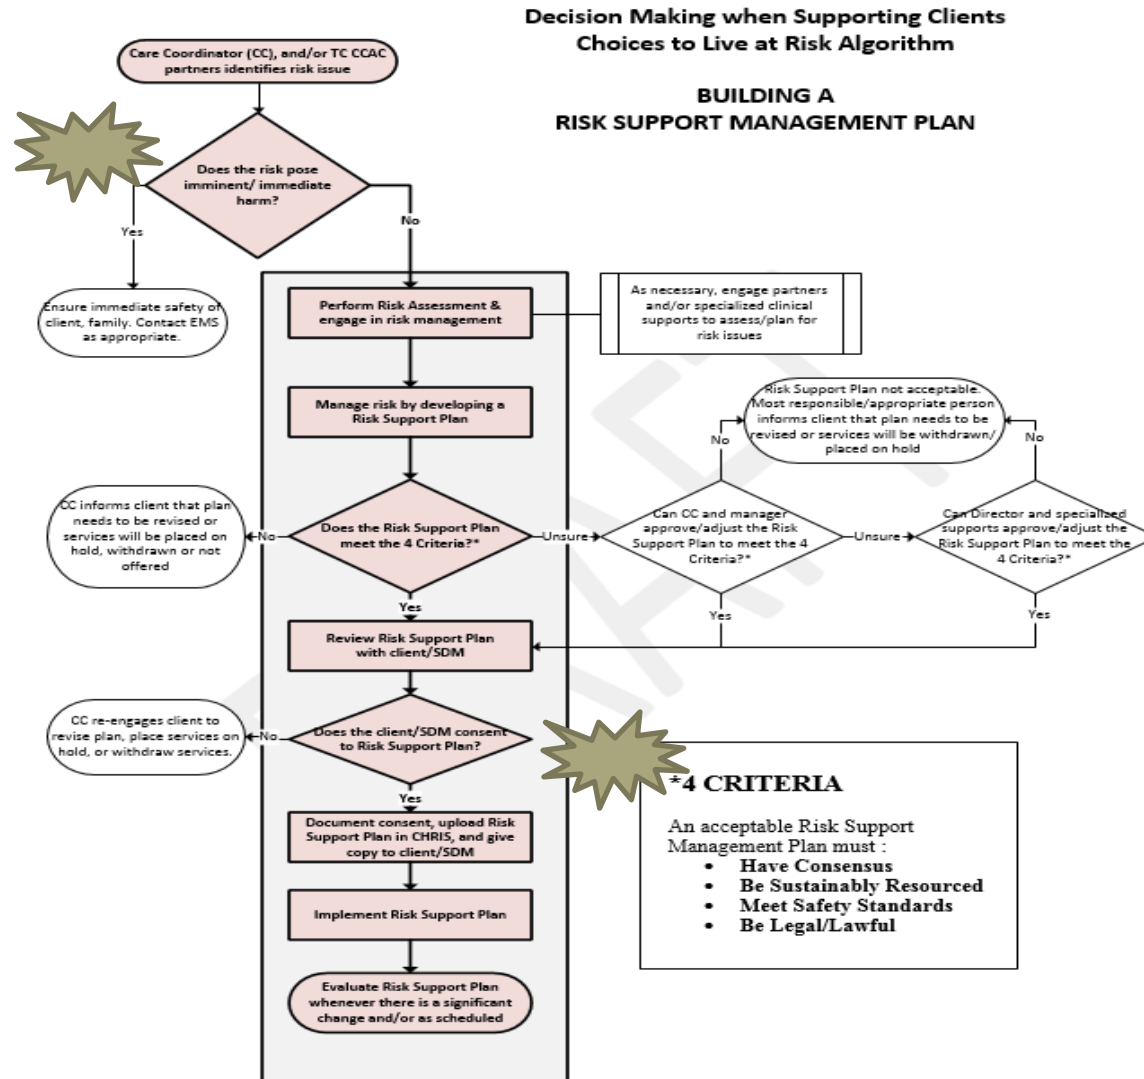 Decision Making when Supporting Clients
Choices to Live at Risk Algorithm
BUILDING A
RISK SUPPORT MANAGEMENT PLAN
Care Coordinator (CC), and/or TC CCAC
partners identifies risk issue
Does the risk pose
imminent/ immediate
harm?
Yes
No
Ensure immediate safety of
client, family. Contact EMS
as appropriate.
Perform Risk Assessment &
engage in risk management
As necessary, engage partners
and/or specialized clinical
supports to assess/plan for
risk issues
Manage risk by developing a
Risk Support Plan
Risk Support Plan not acceptable.
Most responsible/appropriate person
informs client that plan needs to be
revised or services will be withdrawn/
placed on hold
No
No
CC informs client that plan
needs to be revised or
services will be placed on
hold, withdrawn or not
offered
No
Does the Risk Support Plan
meet the 4 Criteria?*
Unsure
Can CC and manager
approve/adjust the Risk
Support Plan to meet the 4
Criteria?*
Unsure
Can Director and specialized
supports approve/adjust the
Risk Support Plan to meet the
4 Criteria?*
Yes
Yes
Yes
Review Risk Support Plan
with client/SDM
CC re-engages client to
revise plan, place services on
hold, or withdraw services.
No
Does the client/SDM consent
to Risk Support Plan?
Yes
Document consent, upload Risk
Support Plan in CHRIS, and give
copy to client/SDM
Implement Risk Support Plan
Evaluate Risk Support Plan
whenever there is a significant
change and/or as scheduled
*4 CRITERIA
An acceptable Risk Support
Management Plan must :
• Have Consensus
• Be Sustainably Resourced
• Meet Safety Standards
• Be Legal/Lawful
DRAFT